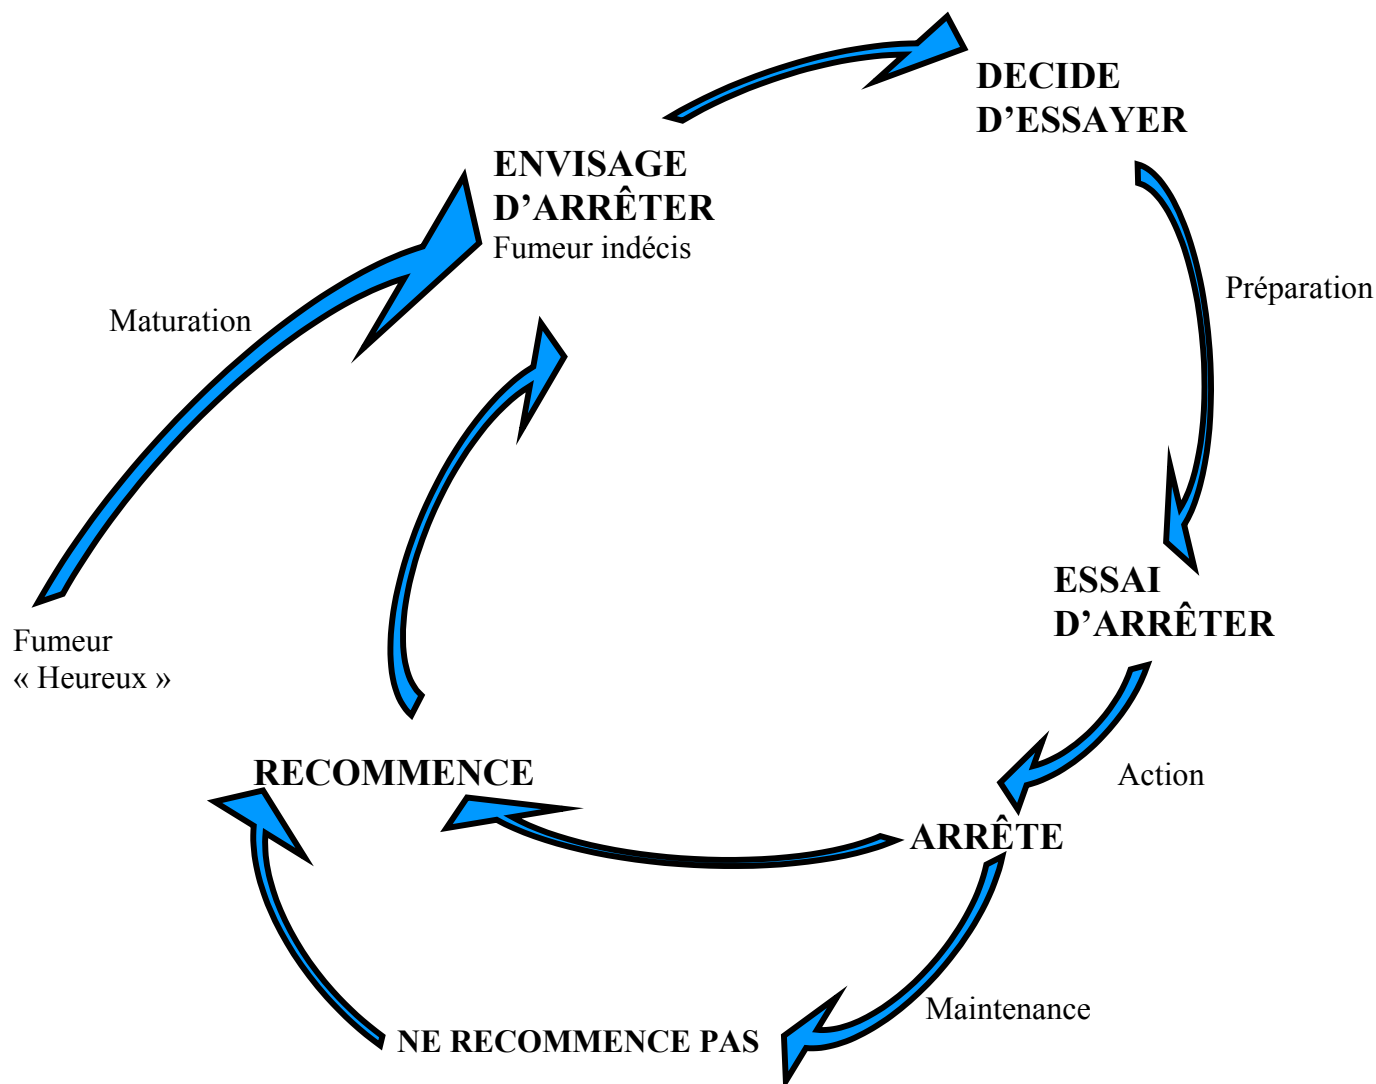 DECIDE
D’ESSAYER
ENVISAGE
D’ARRÊTER
Fumeur indécis
Préparation
Maturation
ESSAI
D’ARRÊTER
Fumeur
« Heureux »
RECOMMENCE
Action
ARRÊTE
Maintenance
NE RECOMMENCE PAS